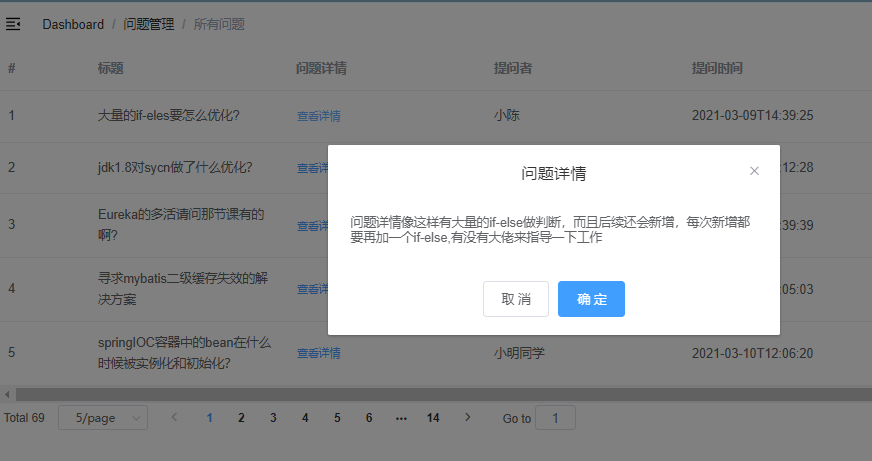 Dashboard / 问题管理 / 所有问题
# 标题 问题详情 提问者 提问时间
1 大量的if-eles要怎么优化? 查看详情 小陈 2021-03-09T14:39:25
2 jdk1.8对sycn做了什么优化? 查看详 :12:28
3 Eureka的多活请问那节课有的
啊? 查看详 :39:39
4 寻求mybatis二级缓存失效的解
决方案 查看详 :05:03
5 springIOC容器中的bean在什么
时候被实例化和初始化? 查看详情 小明同学 2021-03-10T12:06:20
问题详情
问题详情像这样有大量的if-else做判断，而且后续还会新增，每次新增都
要再加一个if-else,有没有大佬来指导一下工作
取消 确定
Total 69 5/page 1 2 3 4 5 6 ••• 14 Go to 1